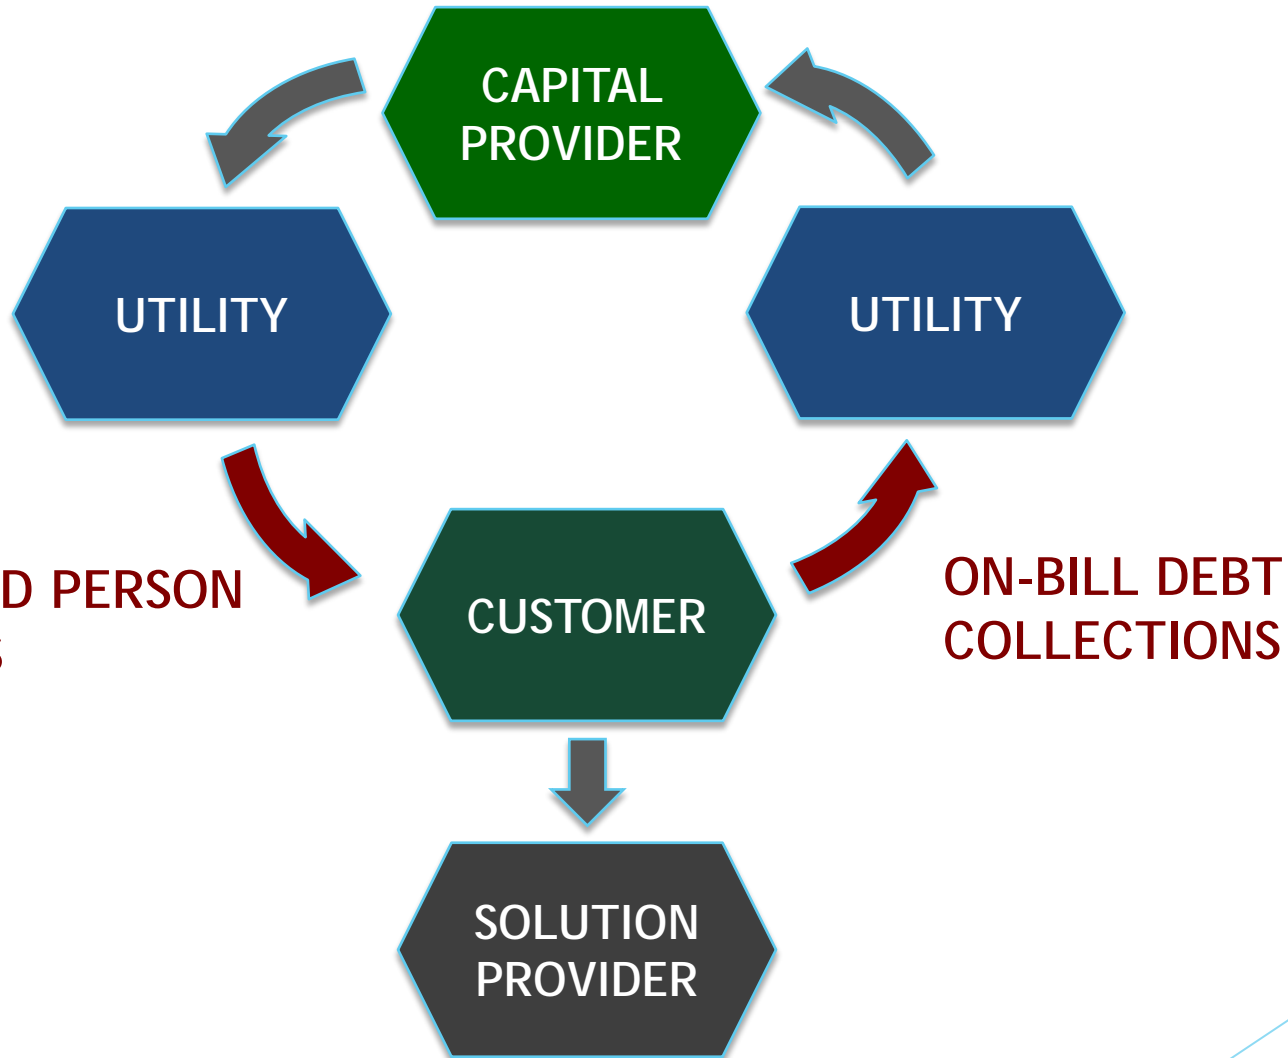 CAPITAL
PROVIDER
UTILITY
UTILITY
D PERSON
S
CUSTOMER
ON-BILL DEBT
COLLECTIONS
SOLUTION
PROVIDER